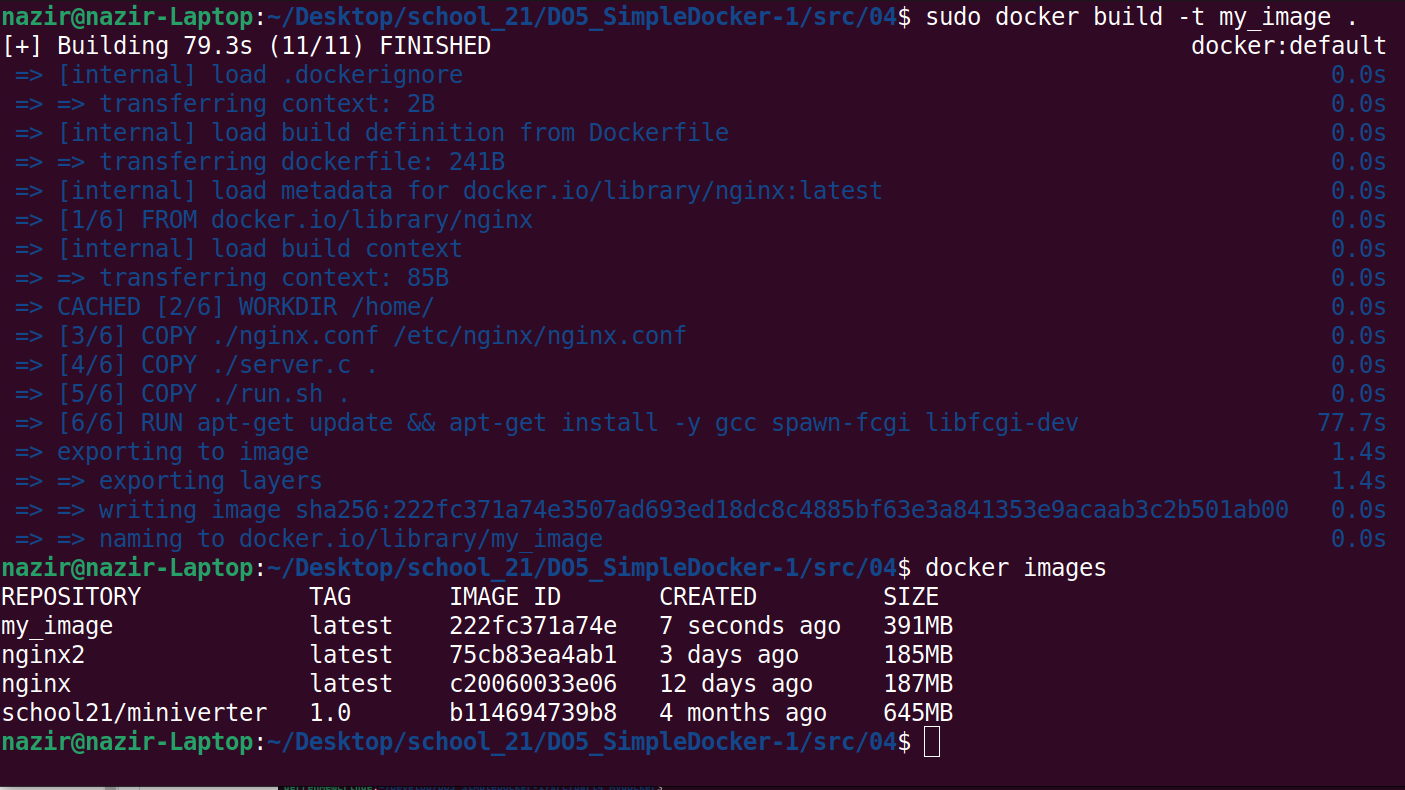 nazir@nazir-Laptop:~/Desktop/school_21/DO5_SimpleDocker-1/src/04$ sudo docker build -t my_image .
[+] Building 79.3s (11/11) FINISHED docker:default
=> [internal] load .dockerignore 0.0s
=> => transferring context: 2B 0.0s
=> [internal] load build definition from Dockerfile 0.0s
=> => transferring dockerfile: 241B 0.0s
=> [internal] load metadata for docker.io/library/nginx:latest 0.0s
=> [1/6] FROM docker.io/library/nginx 0.0s
=> [internal] load build context 0.0s
=> => transferring context: 85B 0.0s
=> CACHED [2/6] WORKDIR /home/ 0.0s
=> [3/6] COPY ./nginx.conf /etc/nginx/nginx.conf 0.0s
=> [4/6] COPY ./server.c . 0.0s
=> [5/6] COPY ./run.sh . 0.0s
=> [6/6] RUN apt-get update && apt-get install -y gcc spawn-fcgi libfcgi-dev 77.7s
=> exporting to image 1.4s
=> => exporting layers 1.4s
=> => writing image sha256:222fc371a74e3507ad693ed18dc8c4885bf63e3a841353e9acaab3c2b501ab00 0.0s
=> => naming to docker.io/library/my_image 0.0s
nazir@nazir-Laptop:~/Desktop/school_21/DO5_SimpleDocker-1/src/04$ docker images
REPOSITORY TAG IMAGE ID CREATED SIZE
my_image latest 222fc371a74e 7 seconds ago 391MB
nginx2 latest 75cb83ea4ab1 3 days ago 185MB
nginx latest c20060033e06 12 days ago 187MB
school21/miniverter 1.0 b114694739b8 4 months ago 645MB
nazir@nazir-Laptop:~/Desktop/school_21/DO5_SimpleDocker-1/src/04$